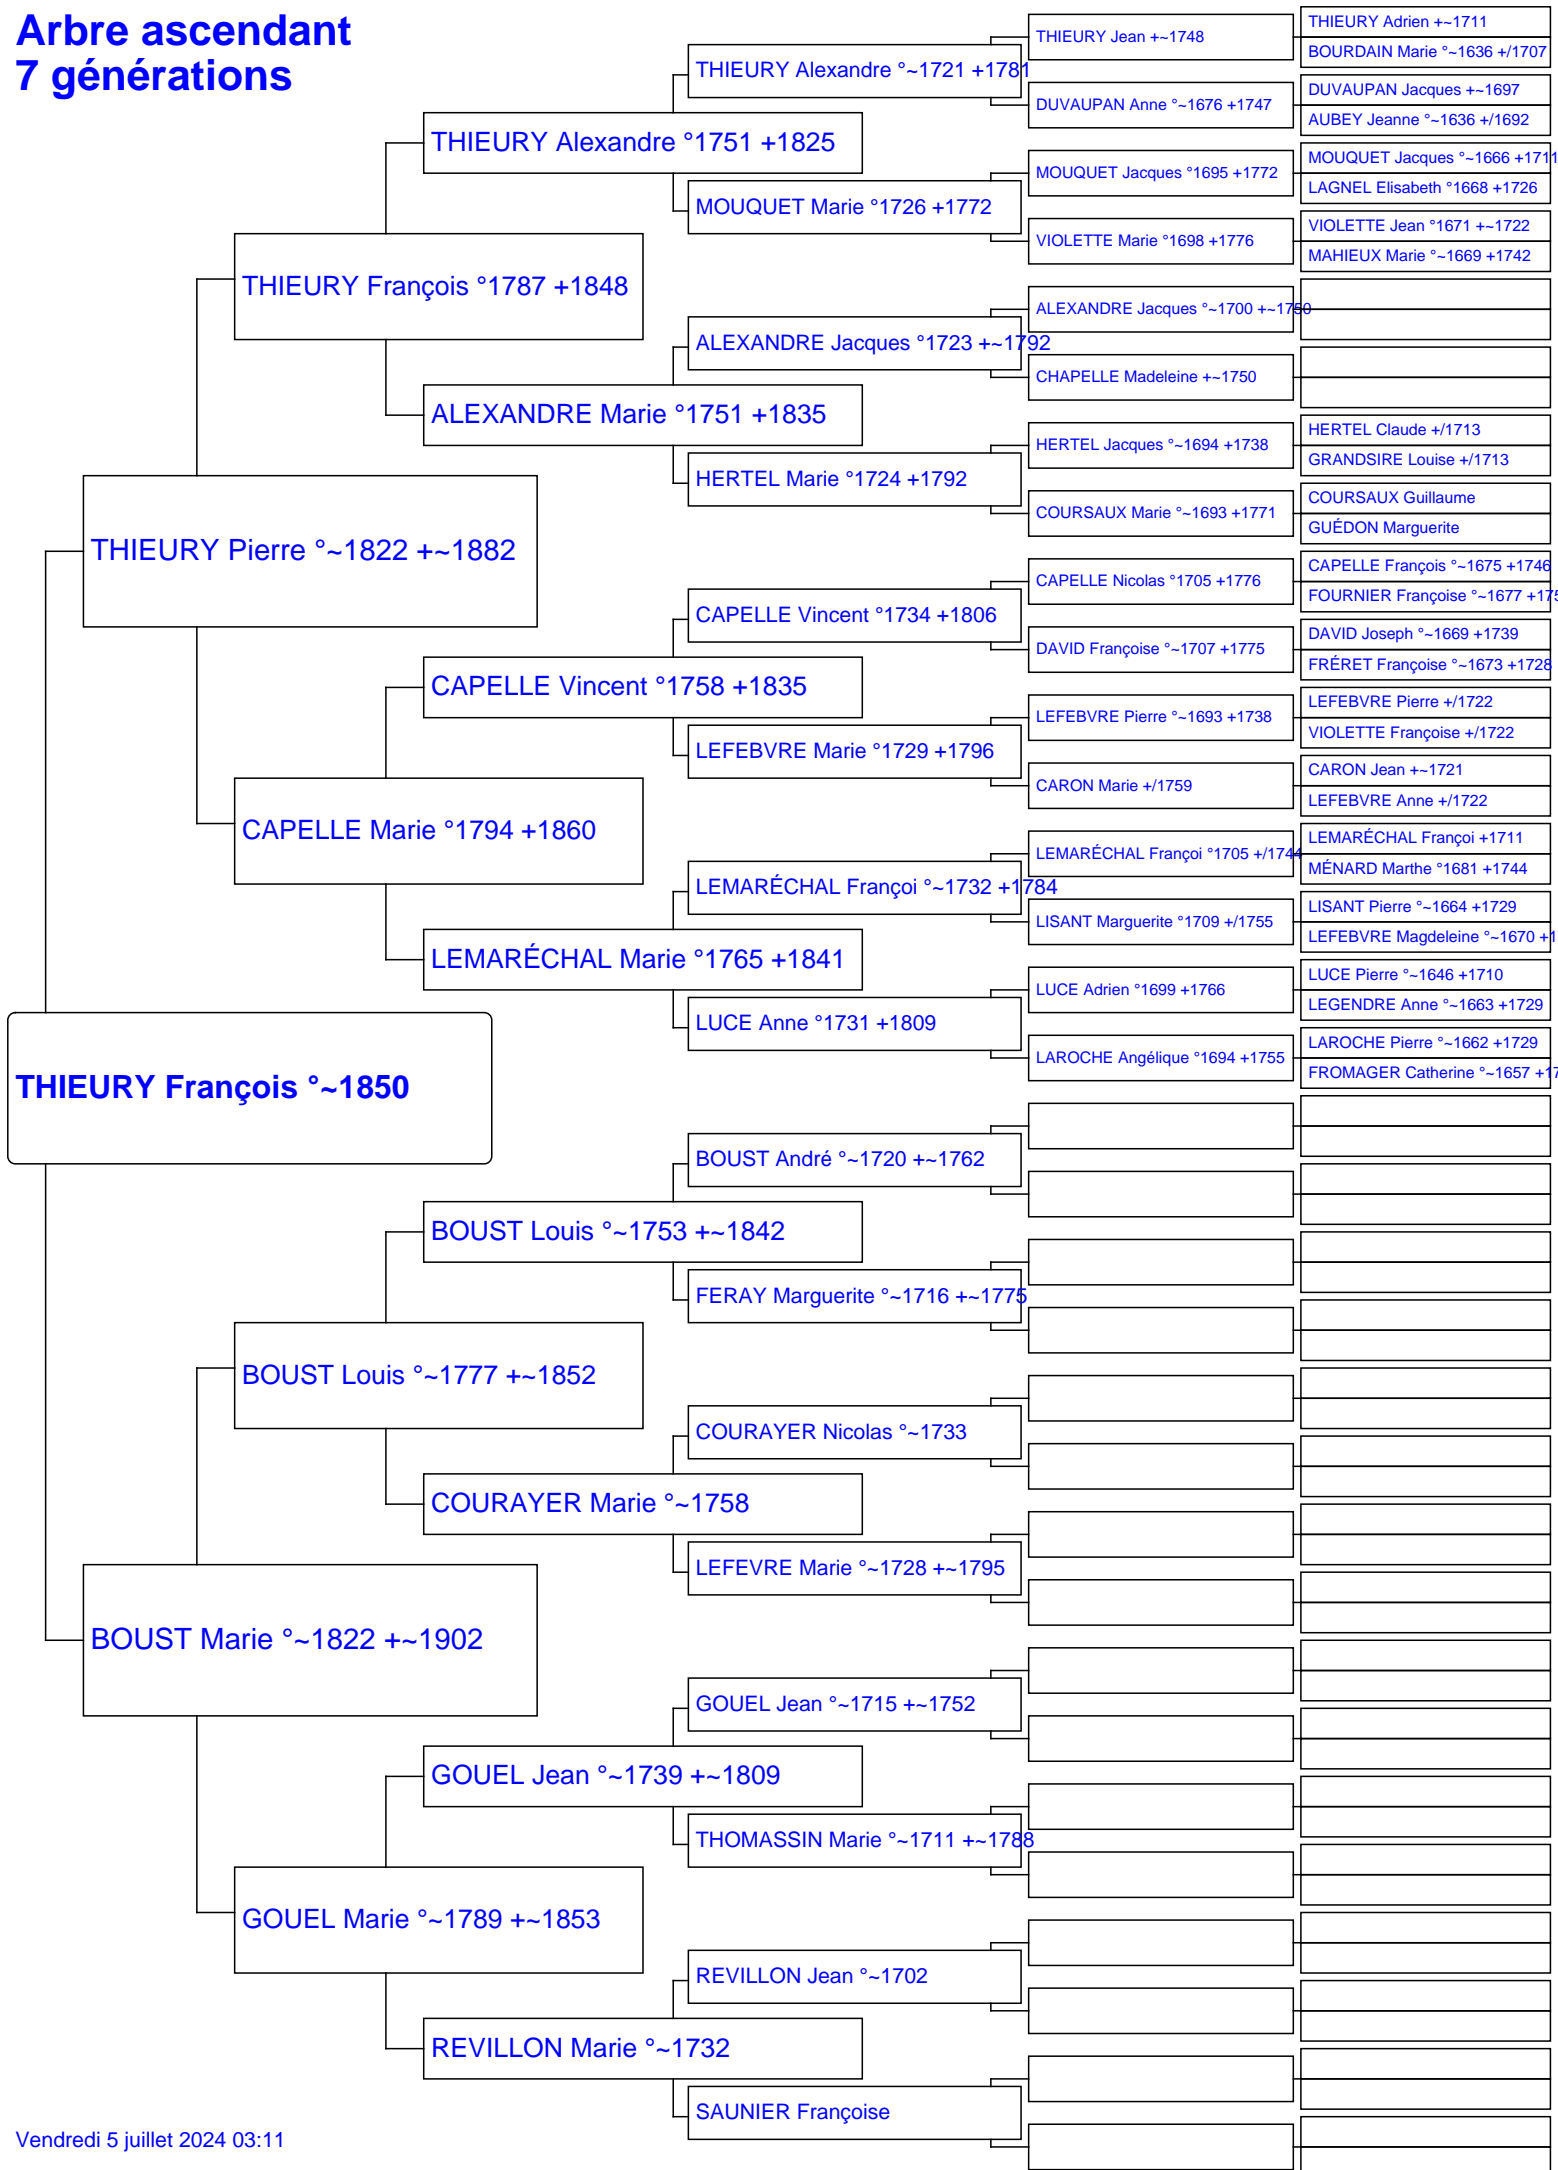 Arbre ascendant
7 générations
THIEURY François °~1850
THIEURY Pierre °~1822 +~1882
BOUST Marie °~1822 +~1902
THIEURY François °1787 +1848
CAPELLE Marie °1794 +1860
BOUST Louis °~1777 +~1852
GOUEL Marie °~1789 +~1853
THIEURY Alexandre °1751 +1825
ALEXANDRE Marie °1751 +1835
CAPELLE Vincent °1758 +1835
LEMARÉCHAL Marie °1765 +1841
BOUST Louis °~1753 +~1842
COURAYER Marie °~1758
GOUEL Jean °~1739 +~1809
REVILLON Marie °~1732
THIEURY Alexandre °~1721 +1781
MOUQUET Marie °1726 +1772
ALEXANDRE Jacques °1723 +~1792
HERTEL Marie °1724 +1792
CAPELLE Vincent °1734 +1806
LEFEBVRE Marie °1729 +1796
LEMARÉCHAL Françoi °~1732 +1784
LUCE Anne °1731 +1809
BOUST André °~1720 +~1762
FERAY Marguerite °~1716 +~1775
COURAYER Nicolas °~1733
LEFEVRE Marie °~1728 +~1795
GOUEL Jean °~1715 +~1752
THOMASSIN Marie °~1711 +~1788
REVILLON Jean °~1702
SAUNIER Françoise
THIEURY Jean +~1748
DUVAUPAN Anne °~1676 +1747
MOUQUET Jacques °1695 +1772
VIOLETTE Marie °1698 +1776
ALEXANDRE Jacques °~1700 +~1750
CHAPELLE Madeleine +~1750
HERTEL Jacques °~1694 +1738
COURSAUX Marie °~1693 +1771
CAPELLE Nicolas °1705 +1776
DAVID Françoise °~1707 +1775
LEFEBVRE Pierre °~1693 +1738
CARON Marie +/1759
LEMARÉCHAL Françoi °1705 +/1744
LISANT Marguerite °1709 +/1755
LUCE Adrien °1699 +1766
LAROCHE Angélique °1694 +1755
THIEURY Adrien +~1711
BOURDAIN Marie °~1636 +/1707
DUVAUPAN Jacques +~1697
AUBEY Jeanne °~1636 +/1692
MOUQUET Jacques °~1666 +1711
LAGNEL Elisabeth °1668 +1726
VIOLETTE Jean °1671 +~1722
MAHIEUX Marie °~1669 +1742
HERTEL Claude +/1713
GRANDSIRE Louise +/1713
COURSAUX Guillaume
GUÉDON Marguerite
CAPELLE François °~1675 +1746
FOURNIER Françoise °~1677
DAVID Joseph °~1669 +1739
FRÉRET Françoise °~1673 +1728
LEFEBVRE Pierre +/1722
VIOLETTE Françoise +/1722
CARON Jean +~1721
LEFEBVRE Anne +/1722
LEMARÉCHAL Françoi +1711
MÉNARD Marthe °1681 +1744
LISANT Pierre °~1664 +1729
LEFEBVRE Magdeleine °~1670
LUCE Pierre °~1646 +1710
LEGENDRE Anne °~1663 +1729
LAROCHE Pierre °~1662 +1729
FROMAGER Catherine °~1657
Vendredi 5 juillet 2024 03:11